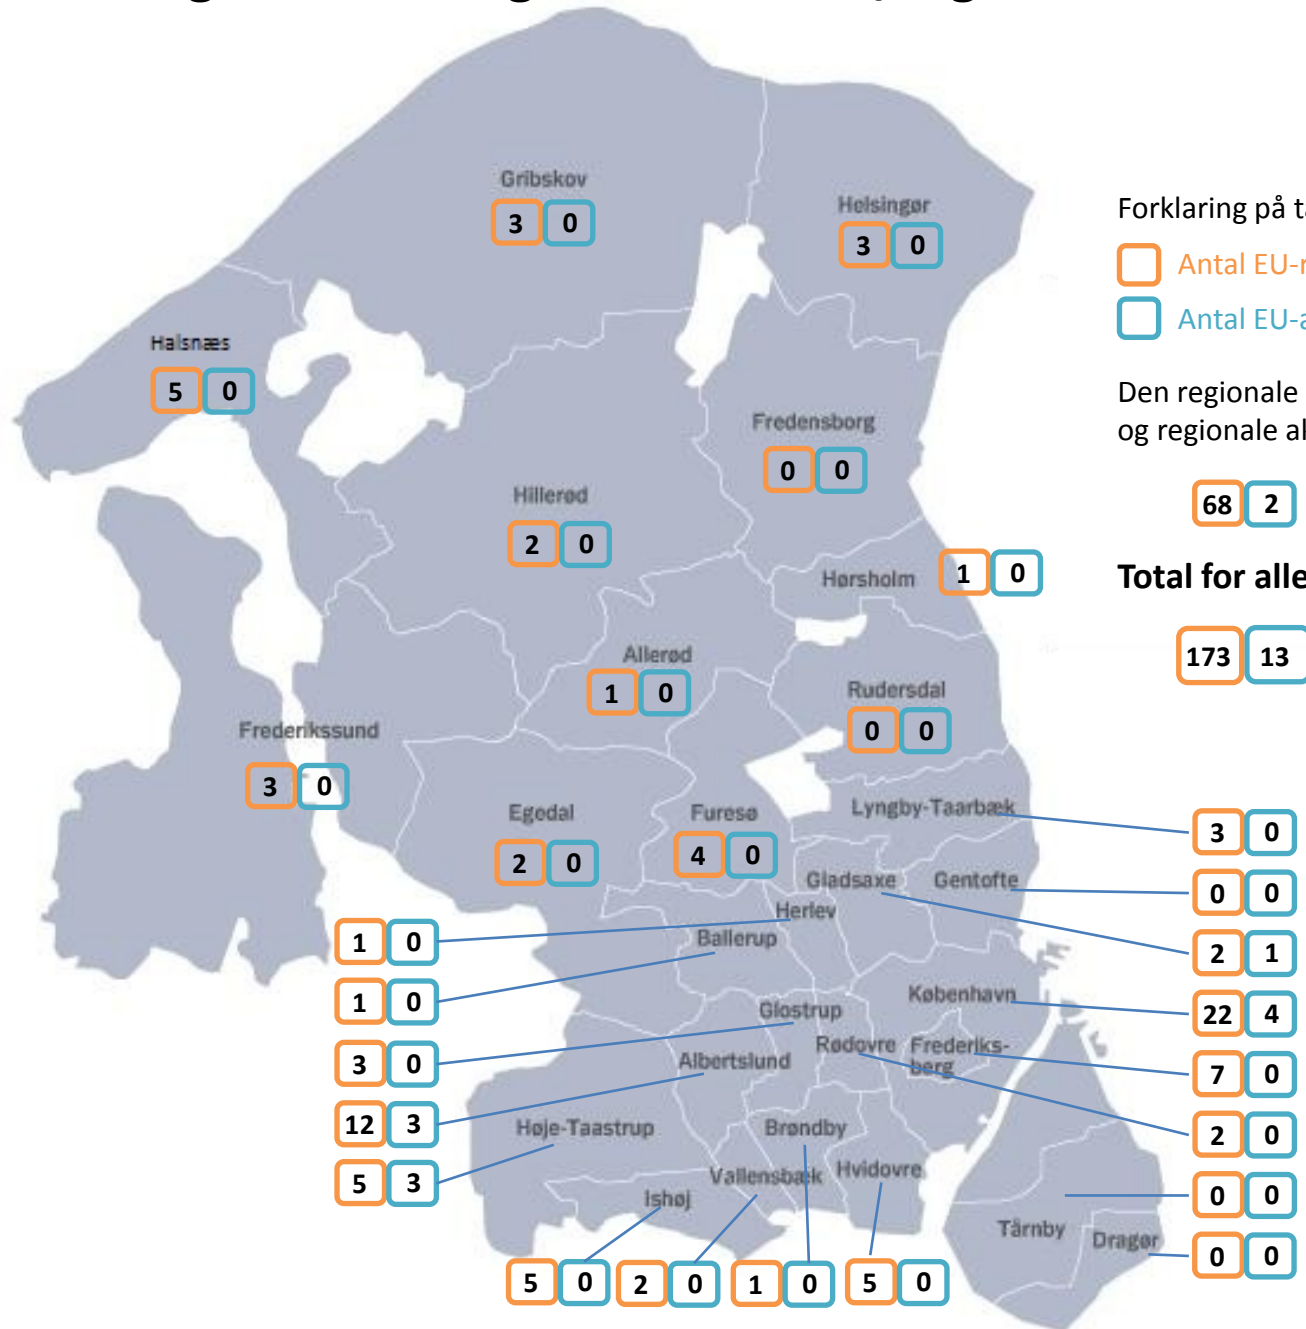 Gribskov
3 0
Helsingør
3 0
Forklaring på
Antal
Antal
Halsnæs
5 0
Den regionale
og regionale
Fredensborg
0 0
68 2
Hillerød
2 0
Hørsholm 1 0
Total for alle
173 13
Allerød
1 0
Rudersdal
0 0
Frederikssund
3 0
Egedal
2 0
Furesø
4 0
Lyngby-Taarbæk
3 0
Gladsaxe
Gentofte
0 0
Herlev
1 0
Ballerup
2 1
1 0
København
22 4
Glostrup
3 0
Rødovre
Frederiks-
berg
7 0
Albertslund
12 3
Høje-Taastrup
Brøndby
2 0
5 3
Vallensbæk
Hvidovre
Ishøj
0 0
Tårnby
Dragør
0 0
5 0
2 0
1 0
5 0